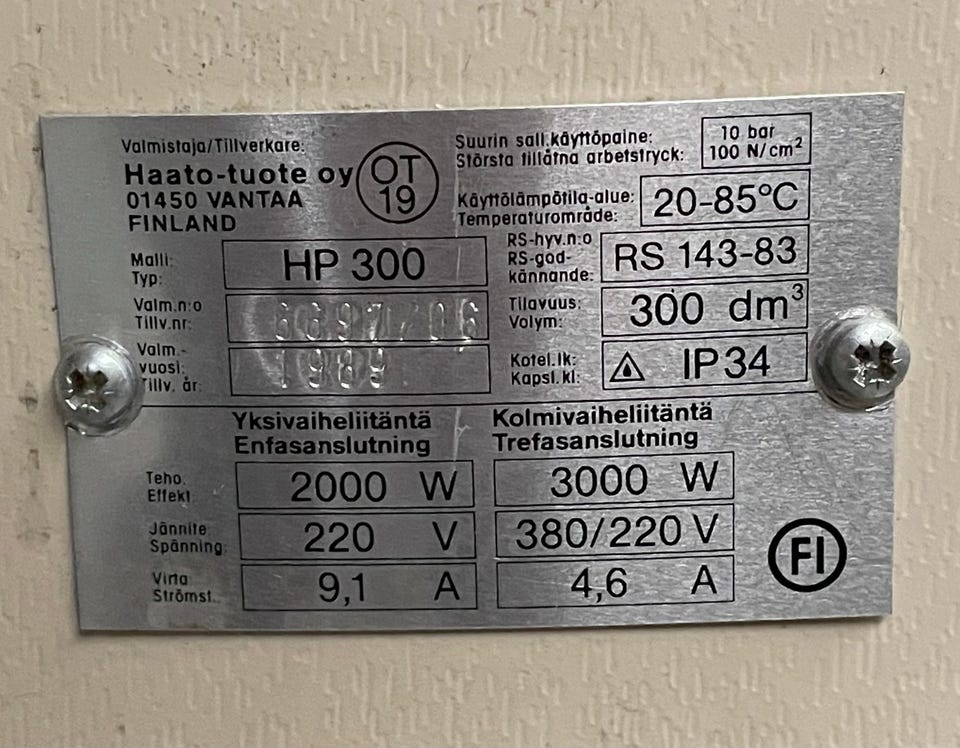 Valmistaja/Tillverkare:
Haato-tuote oy
01450 VANTAA
FINLAND
OT
19
Suurin sall. käyttöpaine:
Största tillåtna arbetstryck:
10 bar
100 N/cm²
Käyttölämpötila-alue:
Temperaturområde:
20-85°C
Malli:
Typ:
HP 300
RS-hyv.n:o
RS-god-
kännande:
RS 143-83
Valm.n:o
Tillv.nr:
Tilavuus:
Volym:
300 dm³
Valm.-
vuosi:
Tillv. år:
1989
Kotel.lk:
Kapsl.kl:
IP34
Yksivaiheliitäntä
Enfasanslutning
Kolmivaiheliitäntä
Trefasanslutning
Teho.
Effekt
2000 W
3000 W
Jännite
Spänning:
220 V
380/220 V
Virta
Strömst.
9,1 A
4,6 A
FI